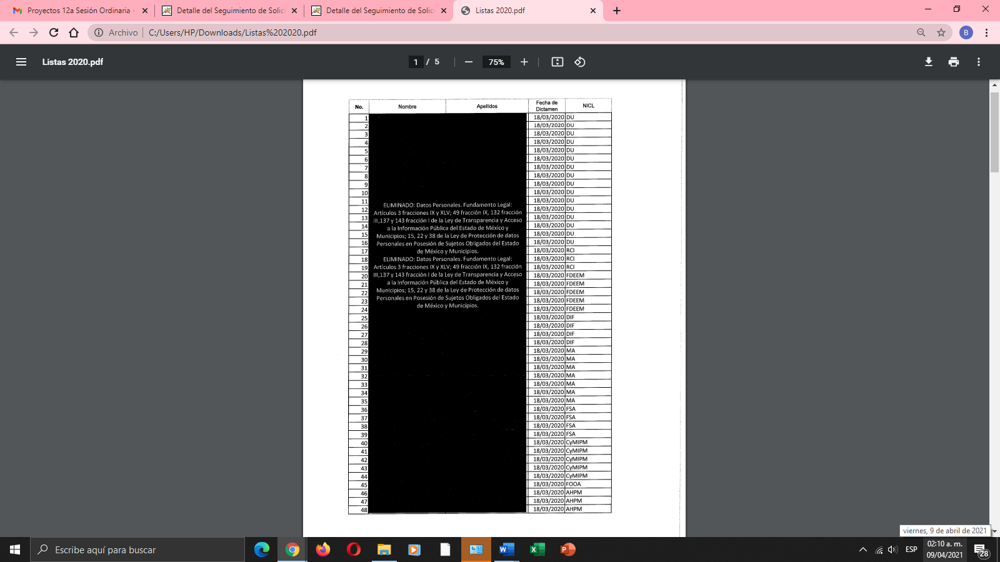 Proyectos 12a Sesión Ordinaria -
Detalle del Seguimiento de Solici
Detalle del Seguimiento de Solici
Listas 2020.pdf
Archivo
C:/Users/HP/Downloads/Listas%202020.pdf
B
Listas 2020.pdf
1 / 5
75%
No. Nombre Apellidos Fecha de Dictamen NICL
1 18/03/2020 DU
2 18/03/2020 DU
3 18/03/2020 DU
4 18/03/2020 DU
5 18/03/2020 DU
6 18/03/2020 DU
7 18/03/2020 DU
8 18/03/2020 DU
9 18/03/2020 DU
10 18/03/2020 DU
11 18/03/2020 DU
12 18/03/2020 DU
13 18/03/2020 DU
14 18/03/2020 DU
15 18/03/2020 DU
16 18/03/2020 DU
17 18/03/2020 RCI
18 18/03/2020 RCI
19 18/03/2020 RCI
20 18/03/2020 FDEEM
21 18/03/2020 FDEEM
22 18/03/2020 FDEEM
23 18/03/2020 FDEEM
24 18/03/2020 FDEEM
25 18/03/2020 DIF
26 18/03/2020 DIF
27 18/03/2020 DIF
28 18/03/2020 DIF
29 18/03/2020 MA
30 18/03/2020 MA
31 18/03/2020 MA
32 18/03/2020 MA
33 18/03/2020 MA
34 18/03/2020 MA
35 18/03/2020 MA
36 18/03/2020 FSA
37 18/03/2020 FSA
38 18/03/2020 FSA
39 18/03/2020 FSA
40 18/03/2020 CyMIPM
41 18/03/2020 CyMIPM
42 18/03/2020 CyMIPM
43 18/03/2020 CyMIPM
44 18/03/2020 CyMIPM
45 18/03/2020 FOOA
46 18/03/2020 AHPM
47 18/03/2020 AHPM
48 18/03/2020 AHPM
ELIMINADO: Datos Personales. Fundamento Legal:
Artículos 3 fracciones IX y XLV; 49 fracción IX, 132 fracción
III,137 y 143 fracción I de la Ley de Transparencia y Acceso
a la Información Pública del Estado de México y
Municipios; 15, 22 y 38 de la Ley de Protección de datos
Personales en Posesión de Sujetos Obligados del Estado
de México y Municipios.
ELIMINADO: Datos Personales. Fundamento Legal:
Artículos 3 fracciones IX y XLV; 49 fracción IX, 132 fracción
III,137 y 143 fracción I de la Ley de Transparencia y Acceso
a la Información Pública del Estado de México y
Municipios; 15, 22 y 38 de la Ley de Protección de datos
Personales en Posesión de Sujetos Obligados del Estado
de México y Municipios.
viernes, 9 de abril de 2021
Escribe aquí para buscar
ESP
02:10 a. m.
09/04/2021
28